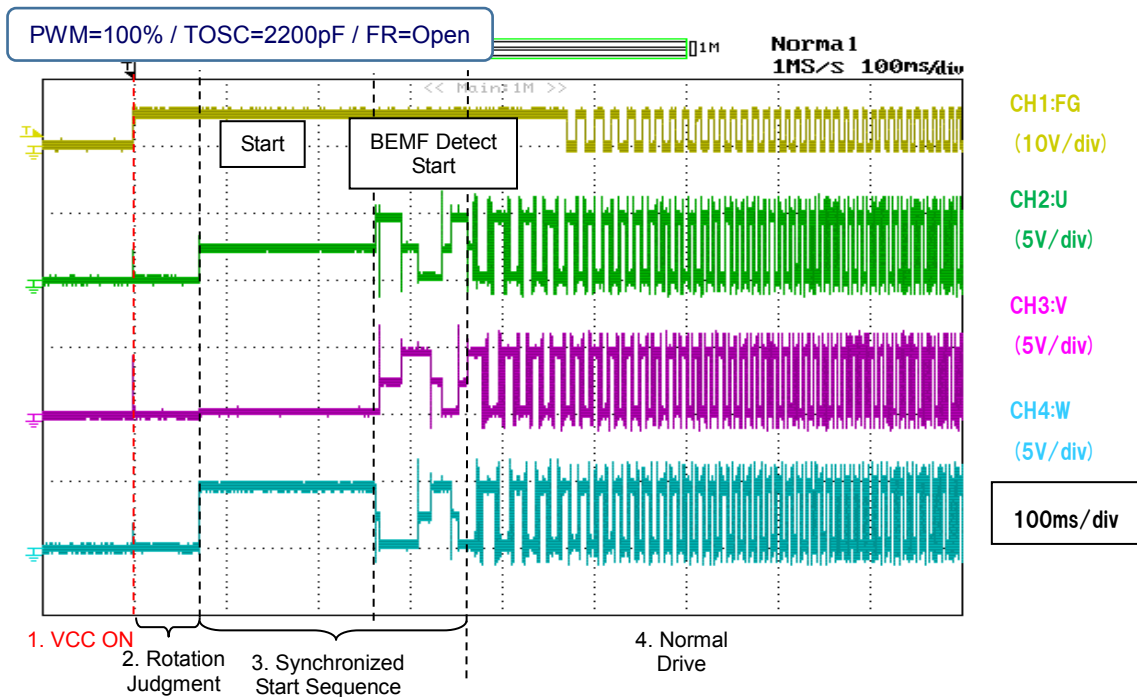 PWM=100% / TOSC=2200pF / FR=Open
1M
Normal
1MS/s 100ms/div
<< Main:1M >>
T
CH1:FG
(10V/div)
Start
BEMF Detect
Start
CH2:U
(5V/div)
CH3:V
(5V/div)
CH4:W
(5V/div)
100ms/div
1. VCC ON
2. Rotation
Judgment
3. Synchronized
Start Sequence
4. Normal
Drive